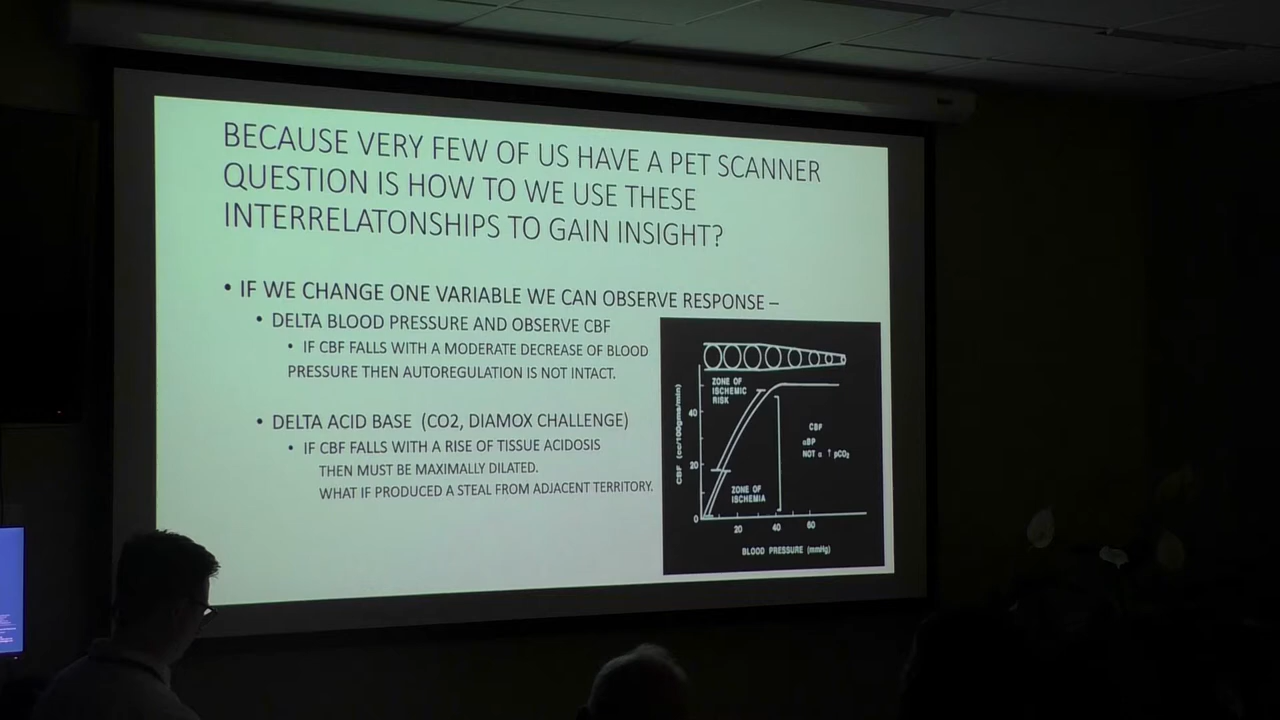 BECAUSE VERY FEW OF US HAVE A PET SCANNER
QUESTION IS HOW TO WE USE THESE
INTERRELATONSHIPS TO GAIN INSIGHT?
• IF WE CHANGE ONE VARIABLE WE CAN OBSERVE RESPONSE –
• DELTA BLOOD PRESSURE AND OBSERVE CBF
• IF CBF FALLS WITH A MODERATE DECREASE OF BLOOD
PRESSURE THEN AUTOREGULATION IS NOT INTACT.
• DELTA ACID BASE (CO2, DIAMOX CHALLENGE)
• IF CBF FALLS WITH A RISE OF TISSUE ACIDOSIS
THEN MUST BE MAXIMALLY DILATED.
WHAT IF PRODUCED A STEAL FROM ADJACENT TERRITORY.
ZONE OF
ISCHEMIC
RISK
CBF (cc/100gms/min)
40
20
0
CBF
αBP
NOT α ↑ pCO₂
ZONE OF
ISCHEMIA
20 40 60
BLOOD PRESSURE (mmHg)